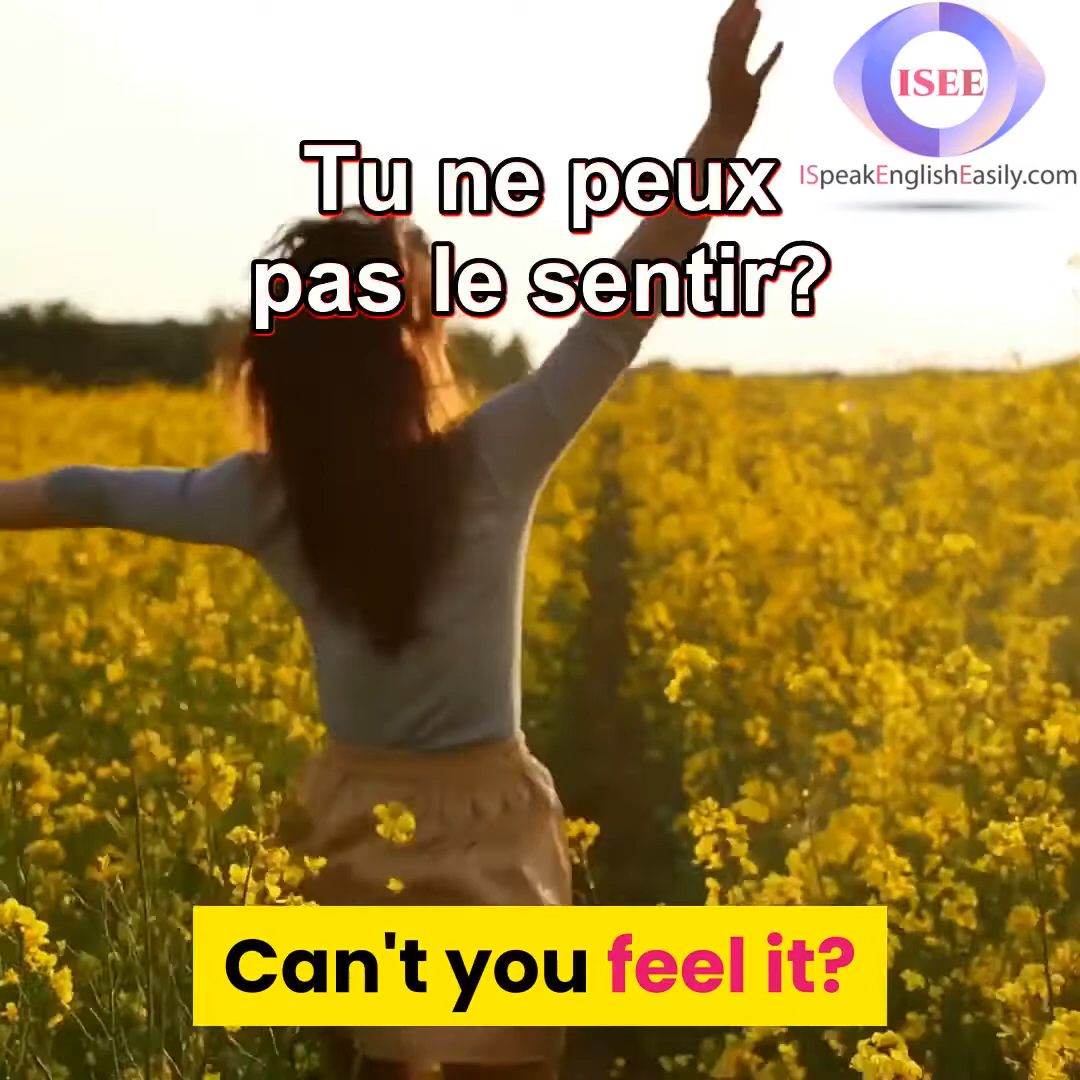 ISEE
ISpeakEnglishEasily.com
Tu ne peux
pas le sentir?
Can't you feel it?